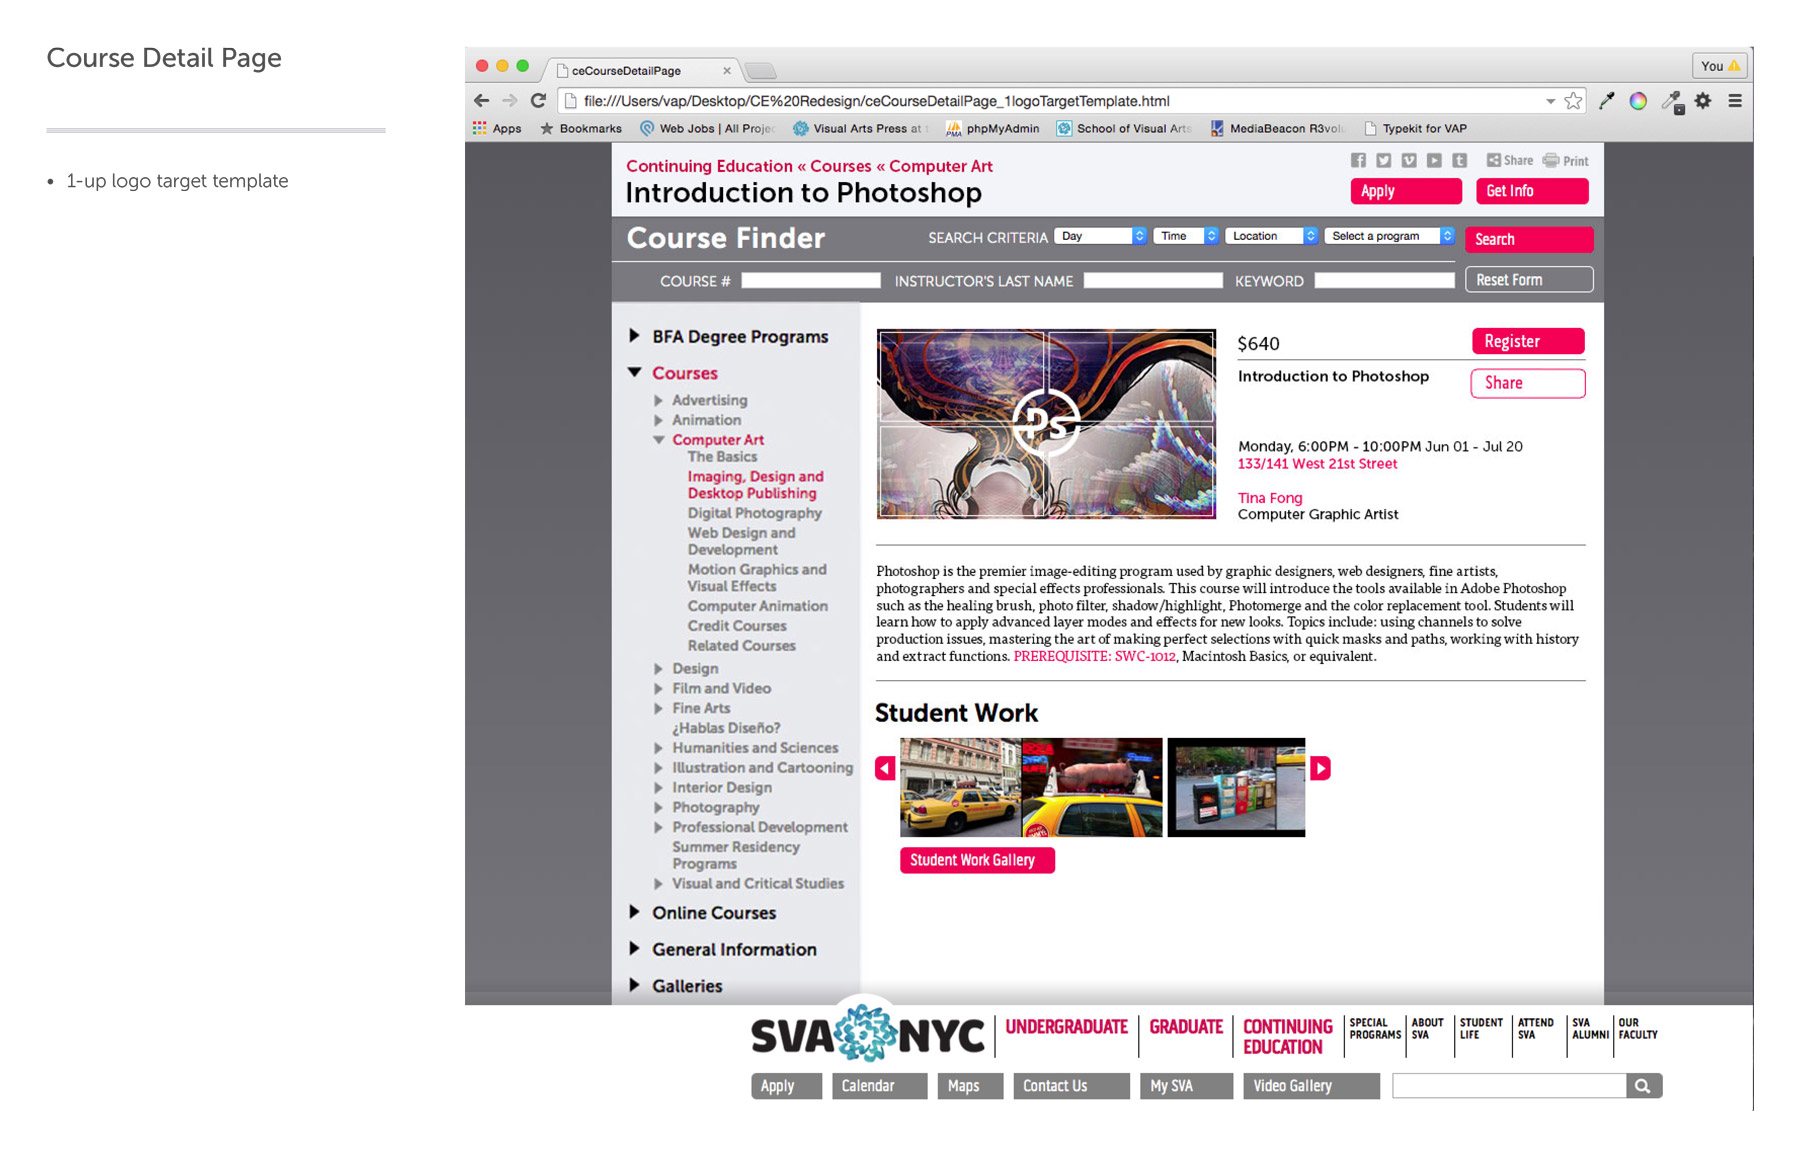 Course Detail Page
• 1-up logo target template
ceCourseDetailPage
You
file:///Users/vap/Desktop/CE%20Redesign/ceCourseDetailPage_1logoTargetTemplate.html
Apps
Bookmarks
Web Jobs | All Projec
Visual Arts Press at
phpMyAdmin
School of Visual Arts
MediaBeacon R3volu
Typekit for VAP
Continuing Education « Courses « Computer Art
Share
Print
Introduction to Photoshop
Apply
Get Info
Course Finder
SEARCH CRITERIA
Day
Time
Location
Select a program
Search
COURSE #
INSTRUCTOR'S LAST NAME
KEYWORD
Reset Form
BFA Degree Programs
Courses
Advertising
Animation
Computer Art
The Basics
Imaging, Design and
Desktop Publishing
Digital Photography
Web Design and
Development
Motion Graphics and
Visual Effects
Computer Animation
Credit Courses
Related Courses
Design
Film and Video
Fine Arts
¿Hablas Diseño?
Humanities and Sciences
Illustration and Cartooning
Interior Design
Photography
Professional Development
Summer Residency
Programs
Visual and Critical Studies
Online Courses
General Information
Galleries
Ps
$640
Register
Introduction to Photoshop
Share
Monday, 6:00PM - 10:00PM Jun 01 - Jul 20
133/141 West 21st Street
Tina Fong
Computer Graphic Artist
Photoshop is the premier image-editing program used by graphic designers, web designers, fine artists,
photographers and special effects professionals. This course will introduce the tools available in Adobe Photoshop
such as the healing brush, photo filter, shadow/highlight, Photomerge and the color replacement tool. Students will
learn how to apply advanced layer modes and effects for new looks. Topics include: using channels to solve
production issues, mastering the art of making perfect selections with quick masks and paths, working with history
and extract functions. PREREQUISITE: SWC-1012, Macintosh Basics, or equivalent.
Student Work
Student Work Gallery
SVA NYC
UNDERGRADUATE
GRADUATE
CONTINUING
EDUCATION
SPECIAL
PROGRAMS
ABOUT
SVA
STUDENT
LIFE
ATTEND
SVA
SVA
ALUMNI
OUR
FACULTY
Apply
Calendar
Maps
Contact Us
My SVA
Video Gallery